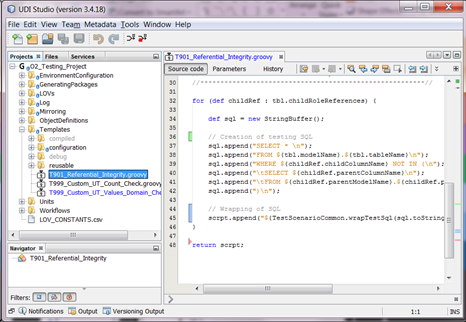 UDI Studio (version 3.4.18)
File Edit View Team Metadata Tools Window Help
Projects Files Services
T901_Referential_Integrity.groovy
Source code Parameters History
O2_Testing_Project
EnvironmentConfiguration
GeneratingPackages
LOVs
Log
Mirroring
ObjectDefinitions
Templates
compiled
configuration
debug
reusable
T901_Referential_Integrity.groovy
T999_Custom_UT_Count_Check.groovy
T999_Custom_UT_Values_Domain_Che
Units
Workflows
LOV_CONSTANTS.csv
30 //
31
32 for (def childRef : tbl.childRoleReferences) {
33
34 def sql = new StringBuffer();
35
36 // Creation of testing SQL
37 sql.append("SELECT * \n");
38 sql.append("FROM ${tbl.modelName}.${tbl.tableName}\n");
39 sql.append("WHERE ${childRef.childColumnName} NOT IN (\n");
40 sql.append("\tSELECT ${childRef.parentColumnName}\n");
41 sql.append("\tFROM ${childRef.parentModelName}.${childRef.p
42 sql.append(")\n");
43
44 // Wrapping of SQL
45 scrpt.append("${TestScenarioCommon.wrapTestSql(sql.toString
46 }
47
48 return scrpt;
Navigator
T901_Referential_Integrity
Filters:
Notifications Output Versioning Output
1:1 INS